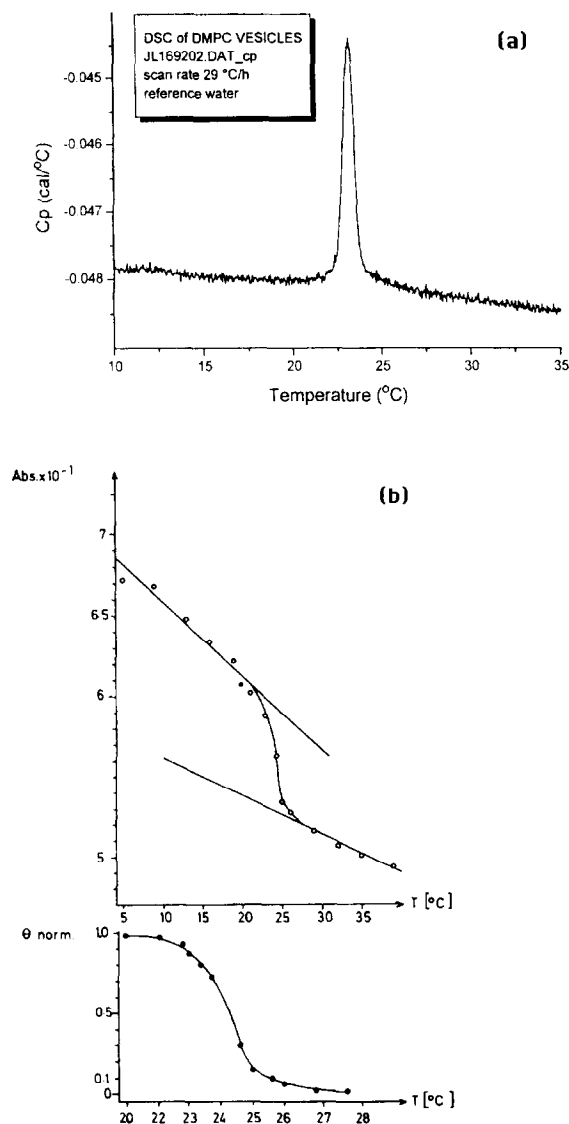 DSC of DMPC VESICLES
JL169202.DAT_cp
scan rate 29 °C/h
reference water
(a)
Cp (cal/°C)
-0.045
-0.046
-0.047
-0.048
10 15 20 25 30 35
Temperature (°C)
Abs.x10⁻¹
(b)
7
6.5
6
5
5 10 15 20 25 30 35
T [°C]
θ norm.
1.0
0.5
0.1
0
20 22 23 24 25 26 28
T [°C]